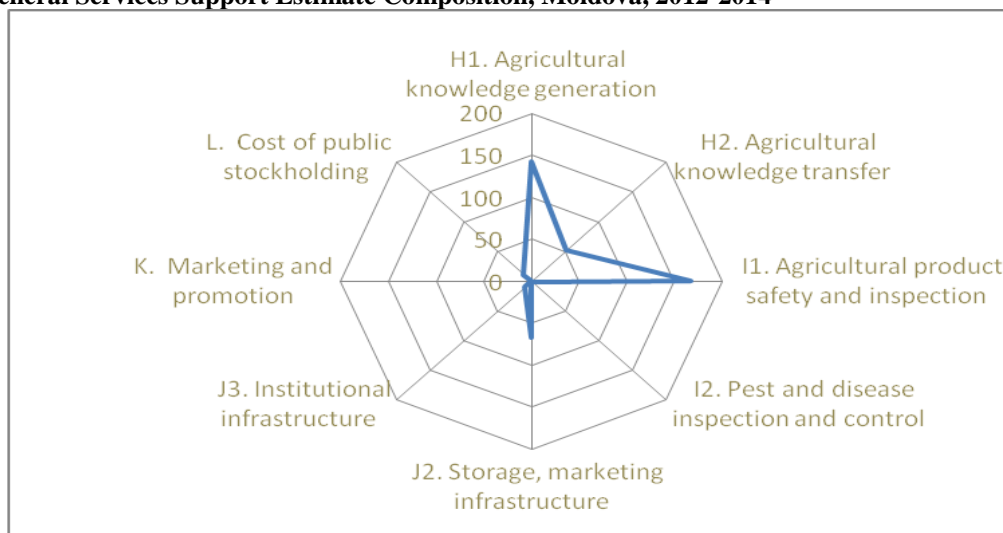 eneral Services Support Estimate Composition, Moldova, 2012-2014
H1. Agricultural
knowledge generation
200
150
100
50
0
H2. Agricultural
knowledge transfer
I1. Agricultural product
safety and inspection
I2. Pest and disease
inspection and control
J2. Storage, marketing
infrastructure
J3. Institutional
infrastructure
K. Marketing and
promotion
L. Cost of public
stockholding